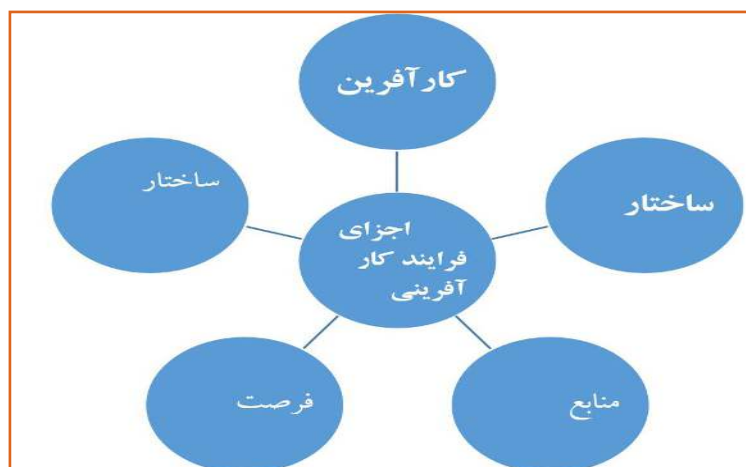 کارآفرین
ساختار
ساختار
اجزای
فرایند کار
آفرینی
فرصت
منابع